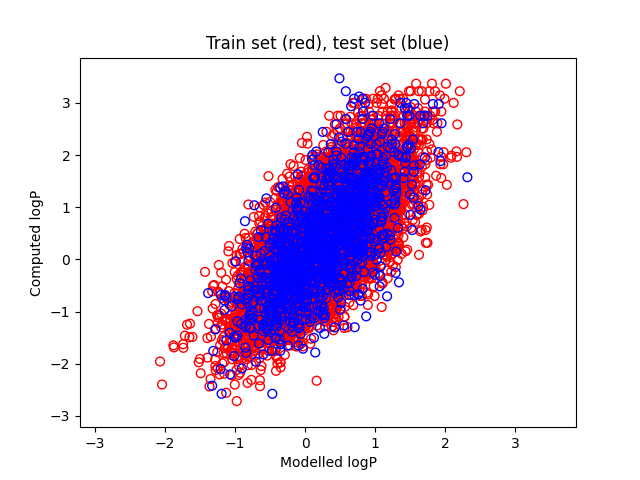 Train set (red), test set (blue)
Computed logP
3
2
1
0
−1
−2
−3
−3 −2 −1 0 1 2 3
Modelled logP